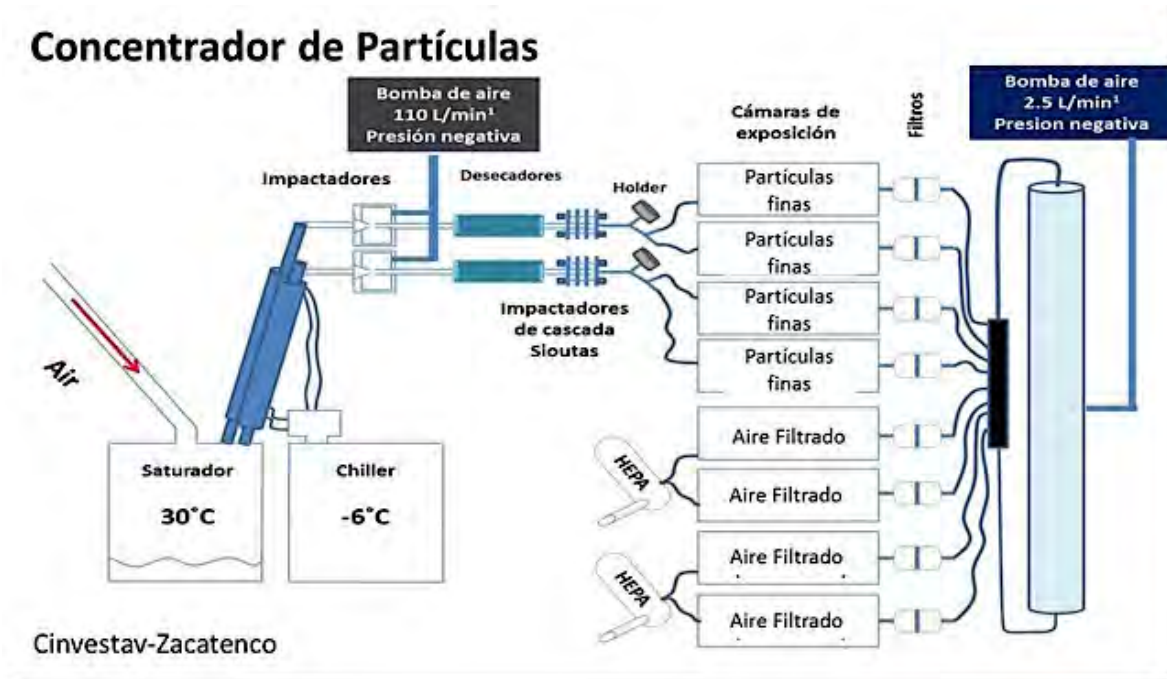 Concentrador de Partículas
Bomba de aire
110 L/min¹
Presión negativa
Bomba de aire
2.5 L/min¹
Presion negativa
Impactadores
Desecadores
Holder
Cámaras de
exposición
Filtros
Partículas
finas
Partículas
finas
Partículas
finas
Partículas
finas
Impactadores
de cascada
Sioutas
Air
Saturador
30°C
Chiller
-6°C
HEPA
Aire Filtrado
Aire Filtrado
HEPA
Aire Filtrado
Aire Filtrado
Cinvestav-Zacatenco